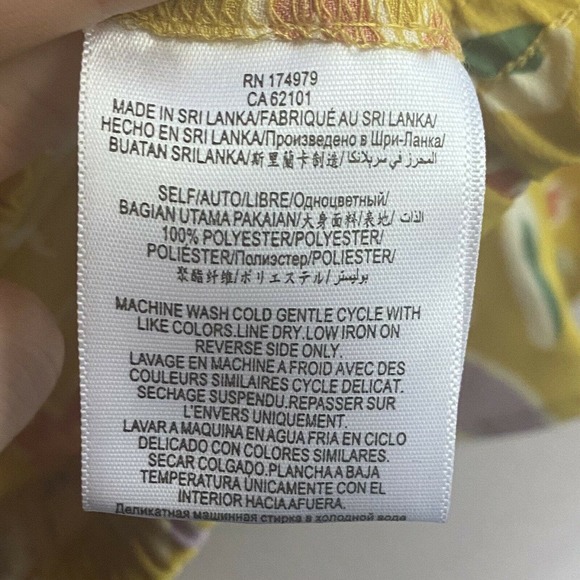 RN 174979
CA 62101
MADE IN SRI LANKA/FABRIQUÉ AU SRI LANKA/
HECHO EN SRI LANKA/Произведено в Шри-Ланка/
BUATAN SRILANKA/斯里蘭卡制造/ في سريلانكا
SELF/AUTO/LIBRE/Одноцветный/
BAGIAN UTAMA PAKAIAN/大身面料/表地/ الذات
100% POLYESTER/POLYESTER/
POLIÉSTER/Полиэстер/POLIESTER/
聚酯纤维/ポリエステル/بوليستر
MACHINE WASH COLD GENTLE CYCLE WITH
LIKE COLORS.LINE DRY.LOW IRON ON
REVERSE SIDE ONLY.
LAVAGE EN MACHINE A FROID AVEC DES
COULEURS SIMILAIRES CYCLE DELICAT.
SECHAGE SUSPENDU.REPASSER SUR
L'ENVERS UNIQUEMENT.
LAVAR A MAQUINA EN AGUA FRIA EN CICLO
DELICADO CON COLORES SIMILARES.
SECAR COLGADO.PLANCHA A BAJA
TEMPERATURA ÚNICAMENTE CON EL
INTERIOR HACIA AFUERA.
Деликатная машинная стирка в холодной воде